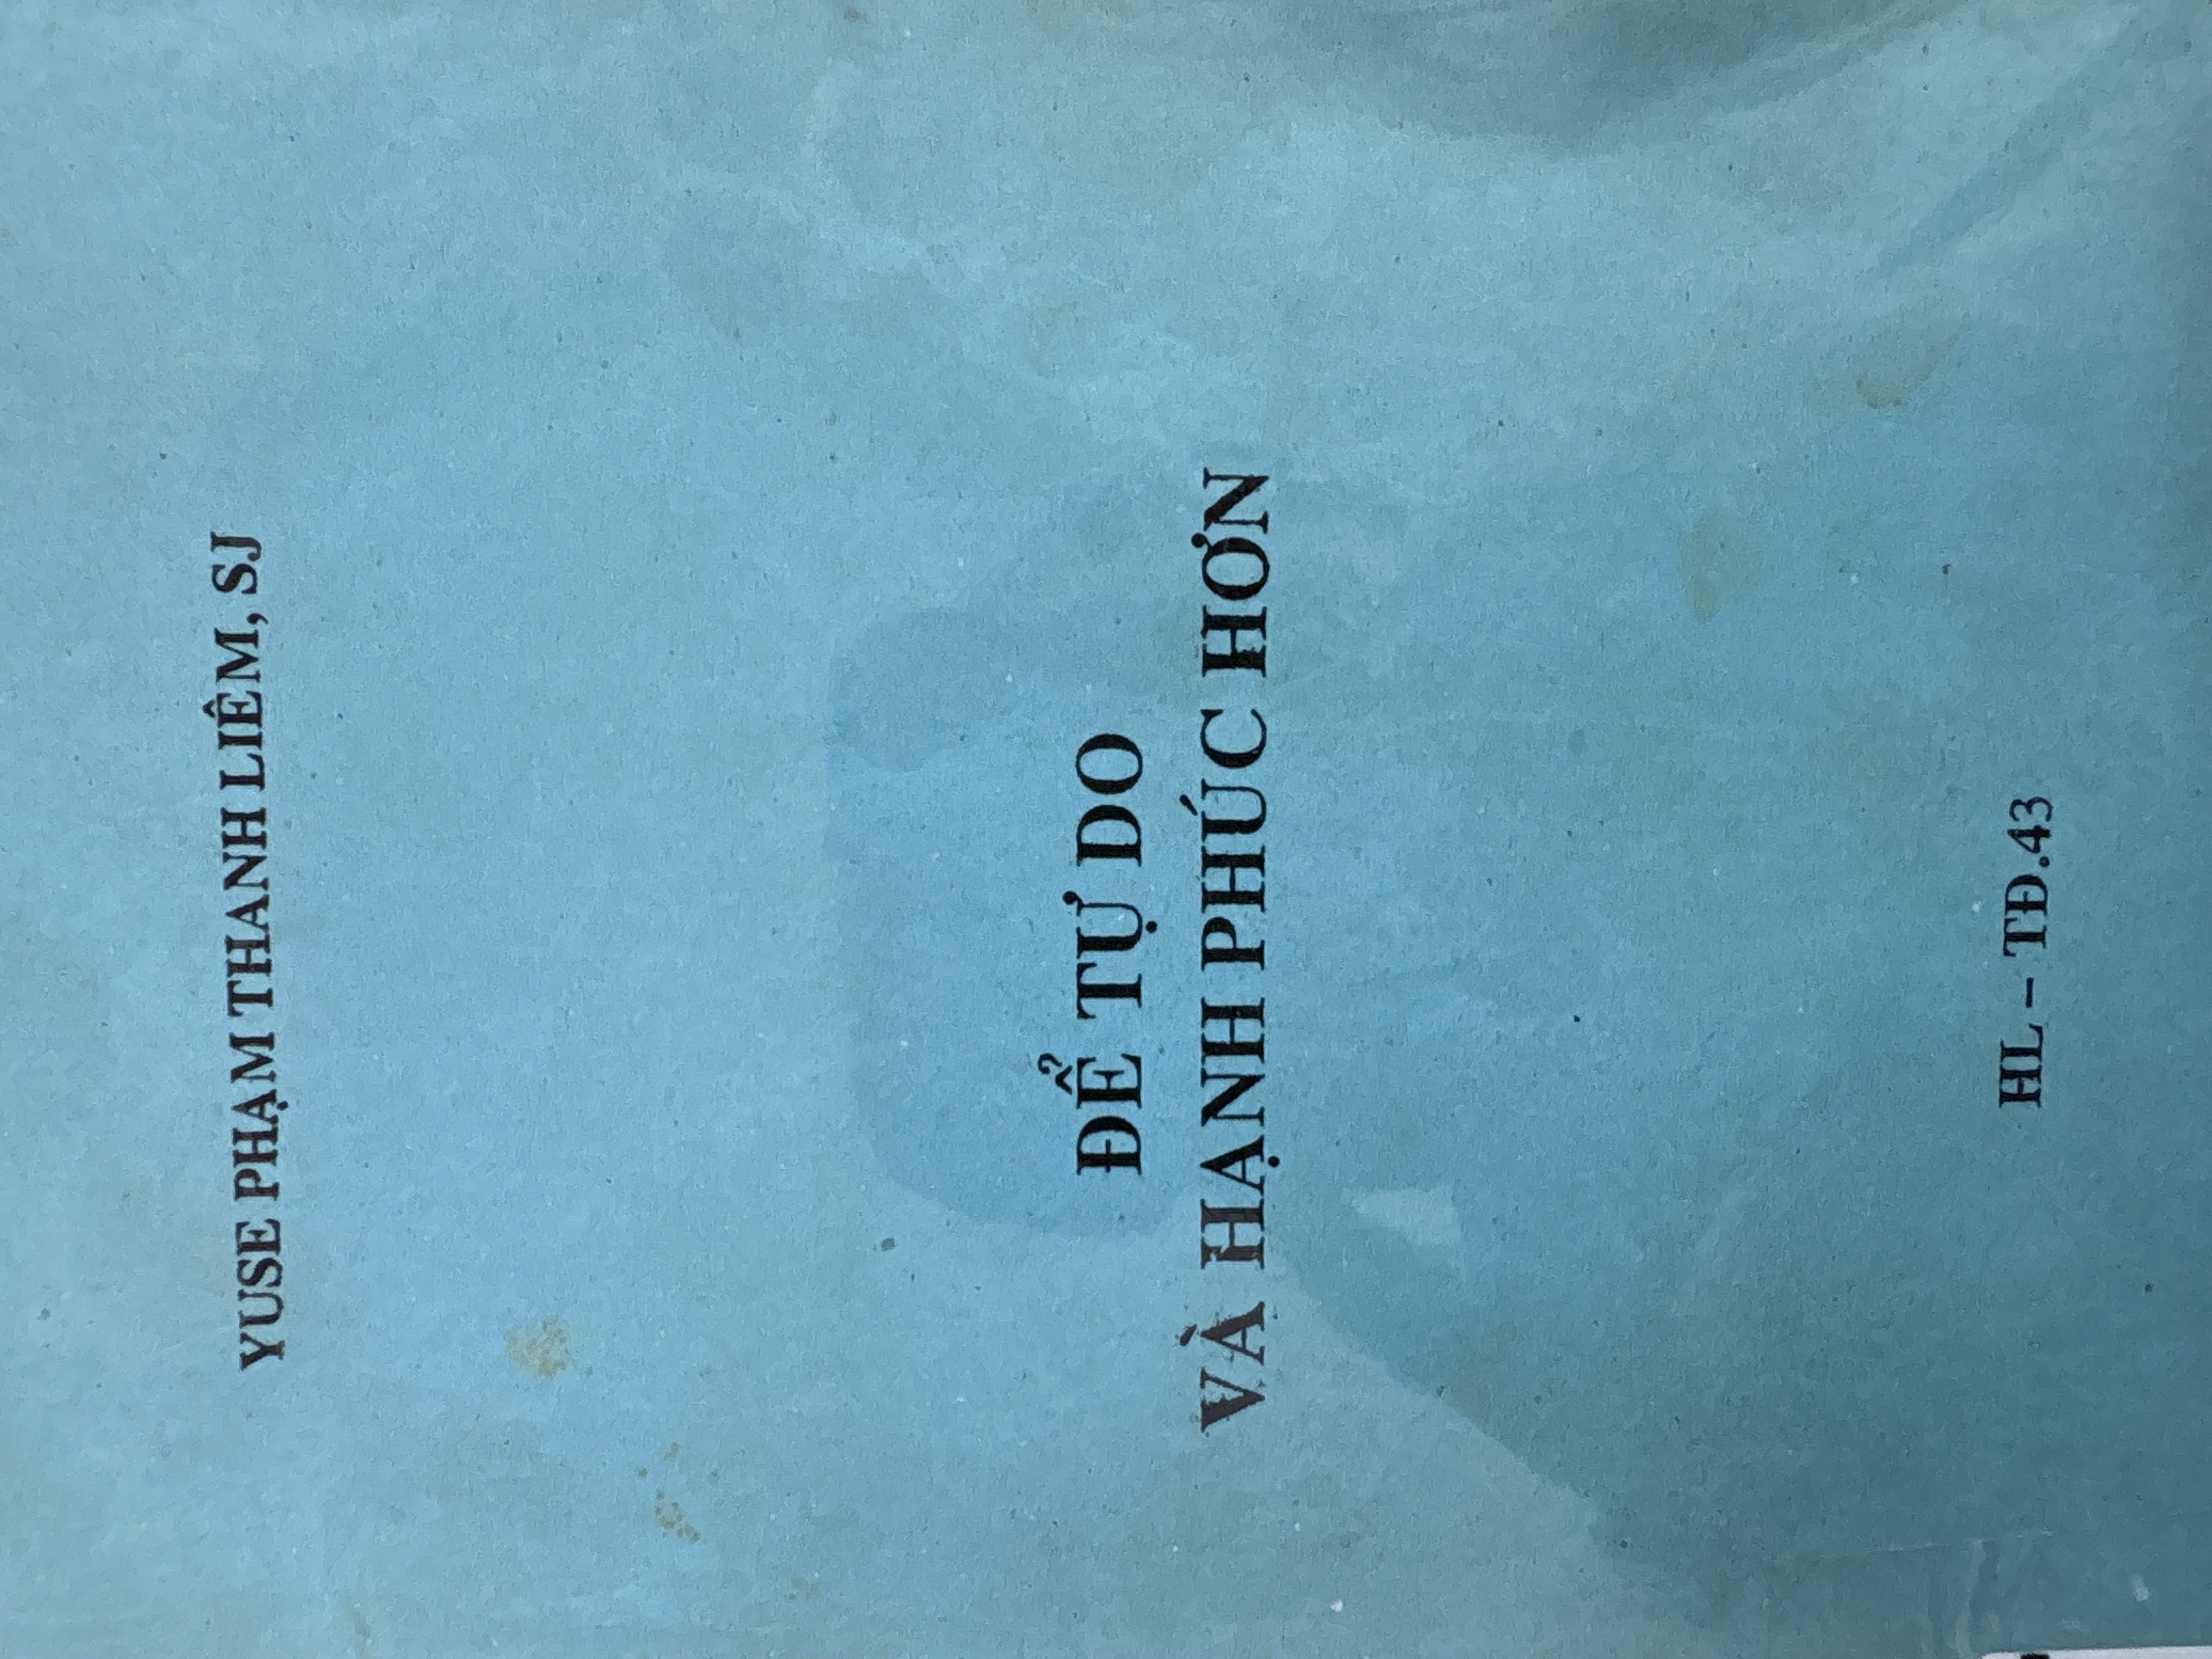 YUSE PHẠM THANH LIÊM, SJ
ĐỂ TỰ DO
VÀ HẠNH PHÚC HƠN
HL – TĐ.43